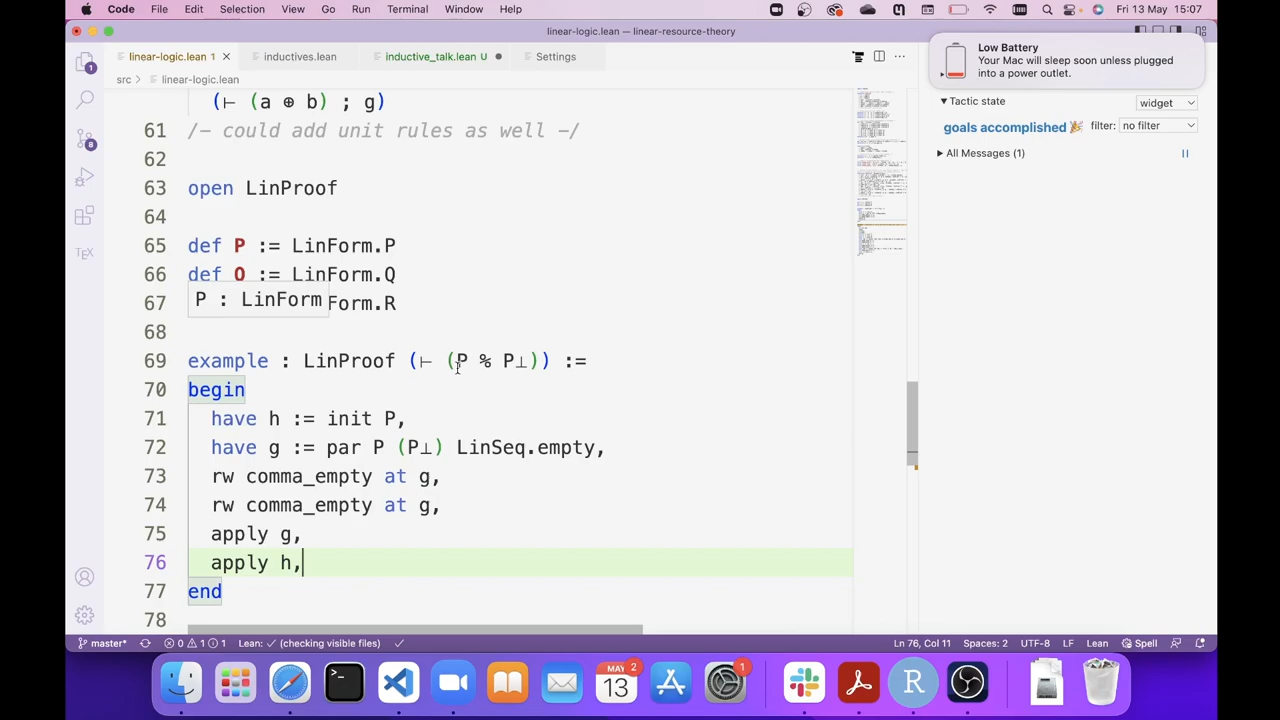 Code File Edit Selection View Go Run Terminal Window Help Fri 13 May 15:07
linear-logic.lean — linear-resource-theory
linear-logic.lean 1 inductives.lean inductive_talk.lean U Settings
Low Battery
Your Mac will sleep soon unless plugged
into a power outlet.
src › linear-logic.lean
Tactic state
widget
goals accomplished 🎉 filter: no filter
All Messages (1)
(⊢ (a ⊕ b) ; g)
61 /- could add unit rules as well -/
62
63 open LinProof
64
65 def P := LinForm.P
66 def Q := LinForm.Q
P : LinForm
67 Form.R
68
69 example : LinProof (⊢ (P % P⊥)) :=
70 begin
71 have h := init P,
72 have g := par P (P⊥) LinSeq.empty,
73 rw comma_empty at g,
74 rw comma_empty at g,
75 apply g,
76 apply h,
77 end
78
1
8
TEX
master* 0 1 1 Lean: ✓ (checking visible files) ✓ Ln 76, Col 11 Spaces: 2 UTF-8 LF Lean Spell
MAY
13
2
1
R